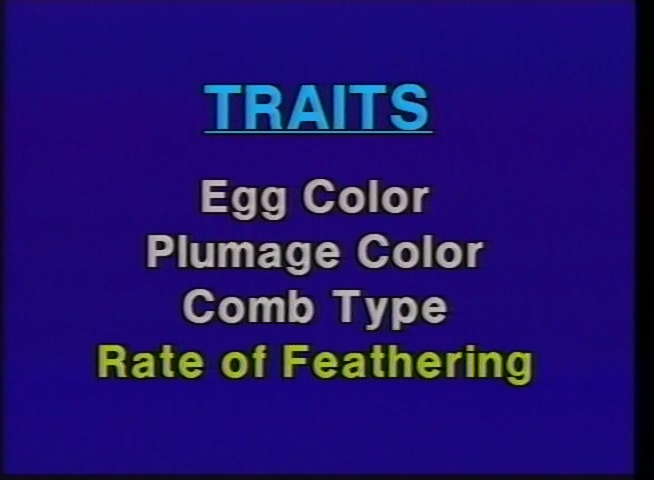 TRAITS
Egg Color
Plumage Color
Comb Type
Rate of Feathering